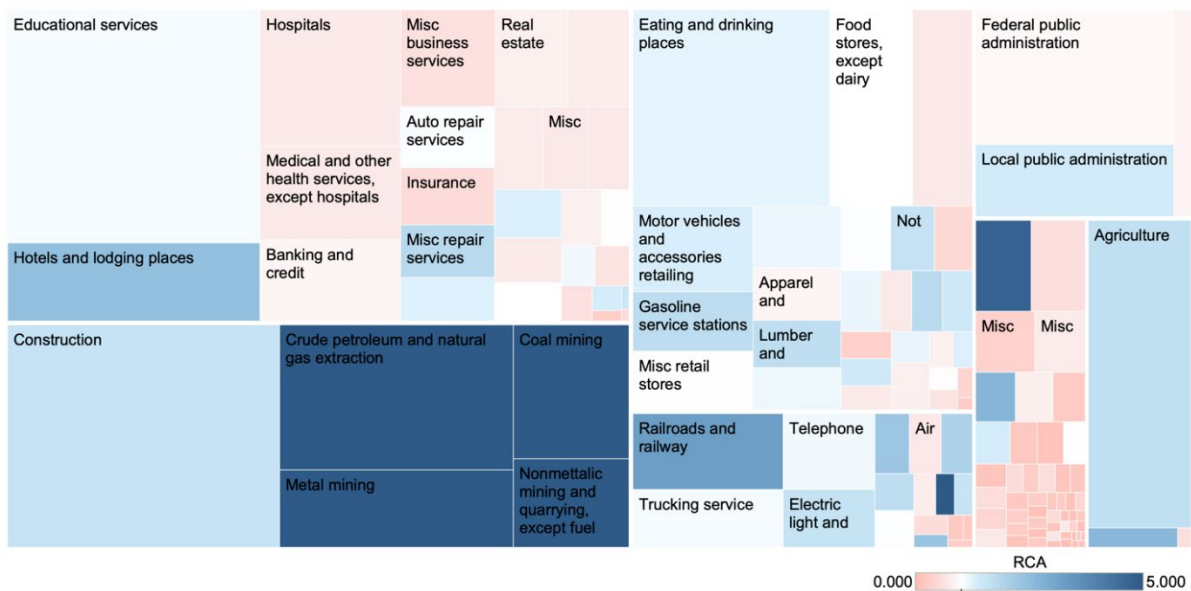 Educational services
Hospitals
Misc
business
services
Real
estate
Auto repair
services
Misc
Medical and other
health services,
except hospitals
Insurance
Hotels and lodging places
Banking and
credit
Misc repair
services
Construction
Crude petroleum and natural
gas extraction
Coal mining
Metal mining
Nonmettalic
mining and
quarrying,
except fuel
Eating and drinking
places
Food
stores,
except
dairy
Motor vehicles
and
accessories
retailing
Not
Apparel
and
Gasoline
service stations
Lumber
and
Misc retail
stores
Railroads and
railway
Telephone
Air
Trucking service
Electric
light and
Federal public
administration
Local public administration
Agriculture
Misc
Misc
RCA
0.000
5.000